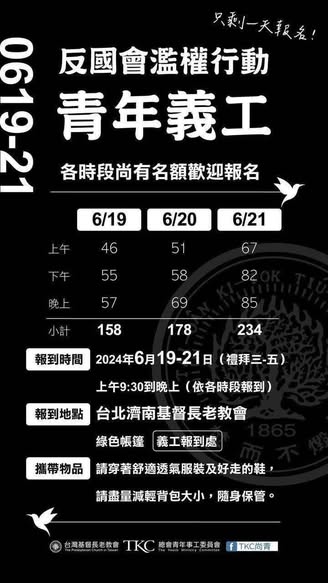 只剩一天報名!
0619-21
反國會濫權行動
青年義工
各時段尚有名額歡迎報名
6/19 6/20 6/21
上午 46 51 67
下午 55 58 82
晚上 57 69 85
小計 158 178 234
報到時間 2024年6月19-21日（禮拜三-五）
上午9:30到晚上（依各時段報到）
報到地點 台北濟南基督長老教會
綠色帳篷 義工報到處
攜帶物品 請穿著舒適透氣服裝及好走的鞋，
請盡量減輕背包大小，隨身保管。
1865
而不燬
台灣基督長老教會 TKC 總會青年事工委員會 f TKC尚青
The Presbyterian Church in Taiwan The Youth Ministry Committee